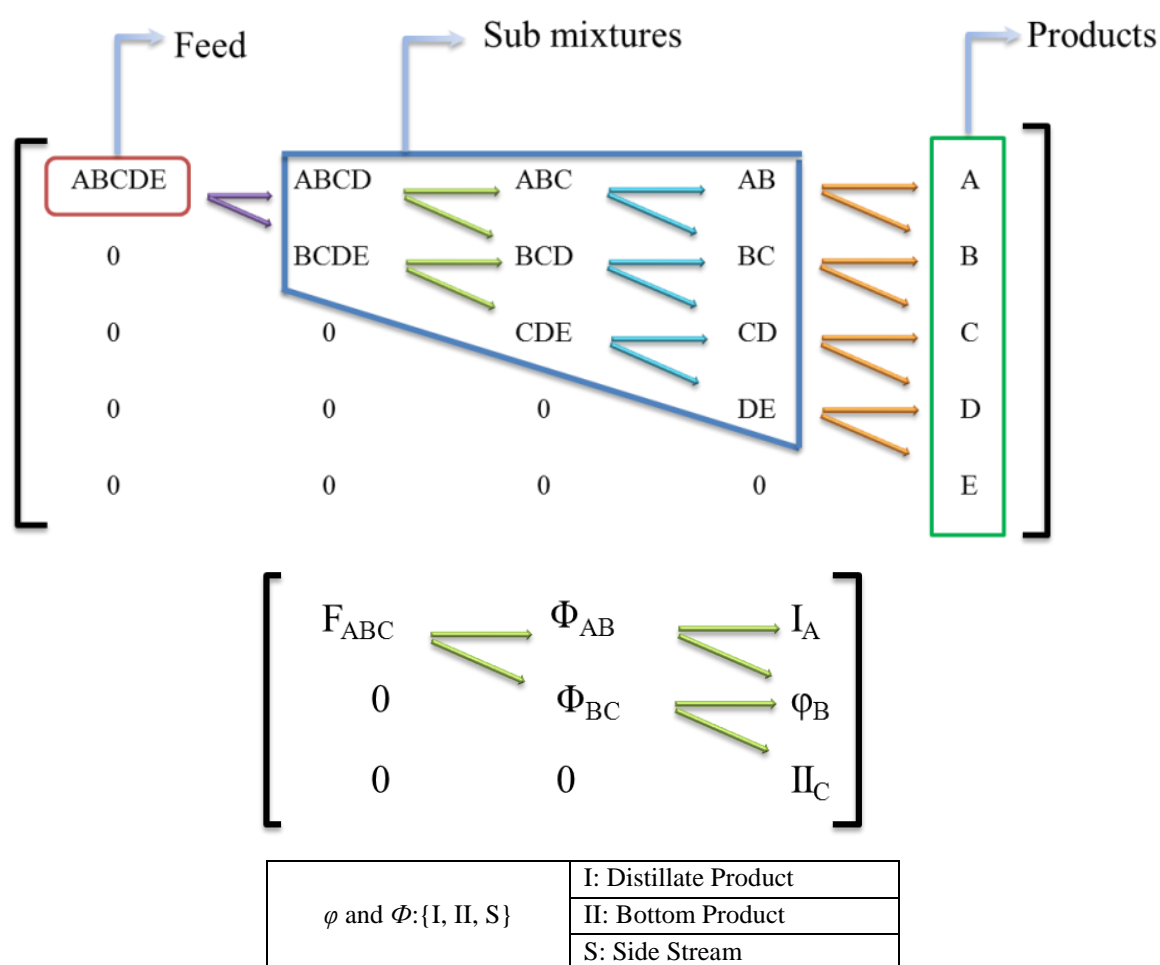 Feed
Sub mixtures
Products
ABCDE ABCD ABC AB A
0 BCDE BCD BC B
0 0 CDE CD C
0 0 0 DE D
0 0 0 0 E
F_ABC Φ_AB I_A
0 Φ_BC φ_B
0 0 II_C
φ and Φ:{I, II, S}
I: Distillate Product
II: Bottom Product
S: Side Stream